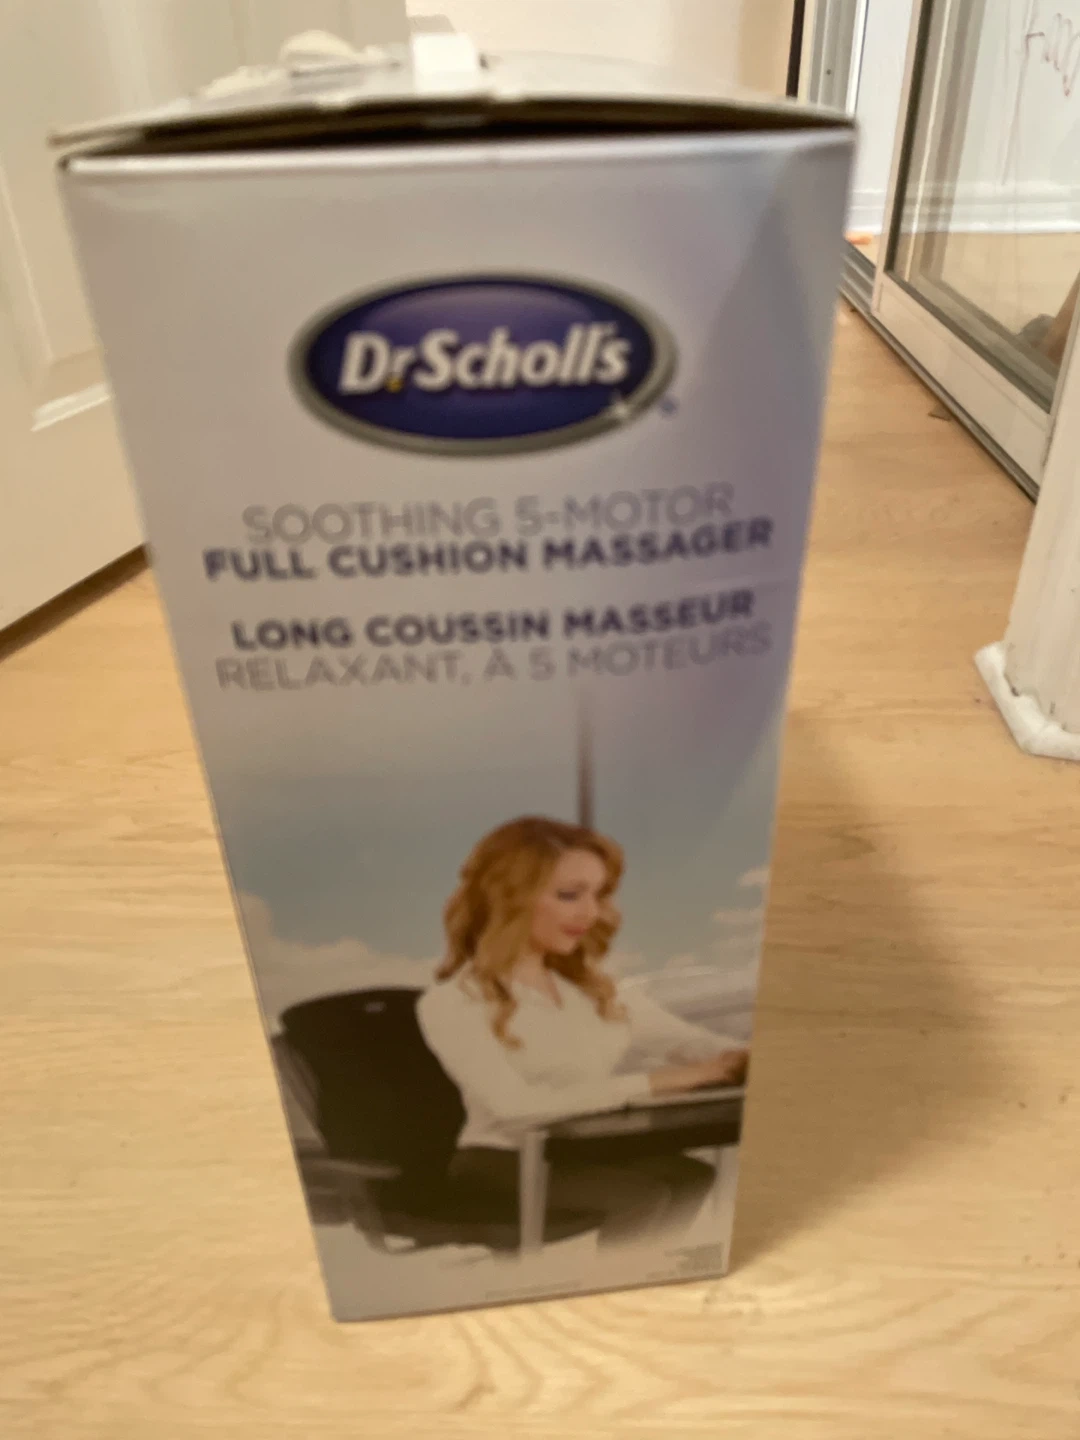 Dr. Scholl's
SOOTHING 5-MOTOR
FULL CUSHION MASSAGER
LONG COUSSIN MASSEUR
RELAXANT, À 5 MOTEURS